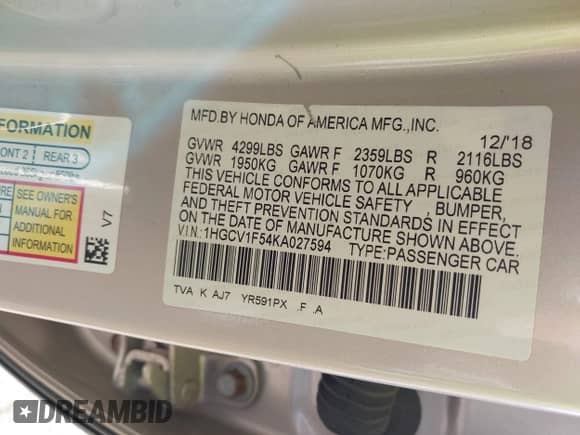 FORMATION
ONT 2 REAR 3
SEE OWNER'S
MANUAL FOR
ADDITIONAL
INFORMATION
V7
MFD.BY HONDA OF AMERICA MFG.,INC.
12/'18
GVWR 4299LBS GAWR F 2359LBS R 2116LBS
GVWR 1950KG GAWR F 1070KG R 960KG
THIS VEHICLE CONFORMS TO ALL APPLICABLE
FEDERAL MOTOR VEHICLE SAFETY , BUMPER,
AND THEFT PREVENTION STANDARDS IN EFFECT
ON THE DATE OF MANUFACTURE SHOWN ABOVE.
V.I.N.:1HGCV1F54KA027594 TYPE:PASSENGER CAR
TVA K AJ7 YR591PX .F .A
DREAMBID